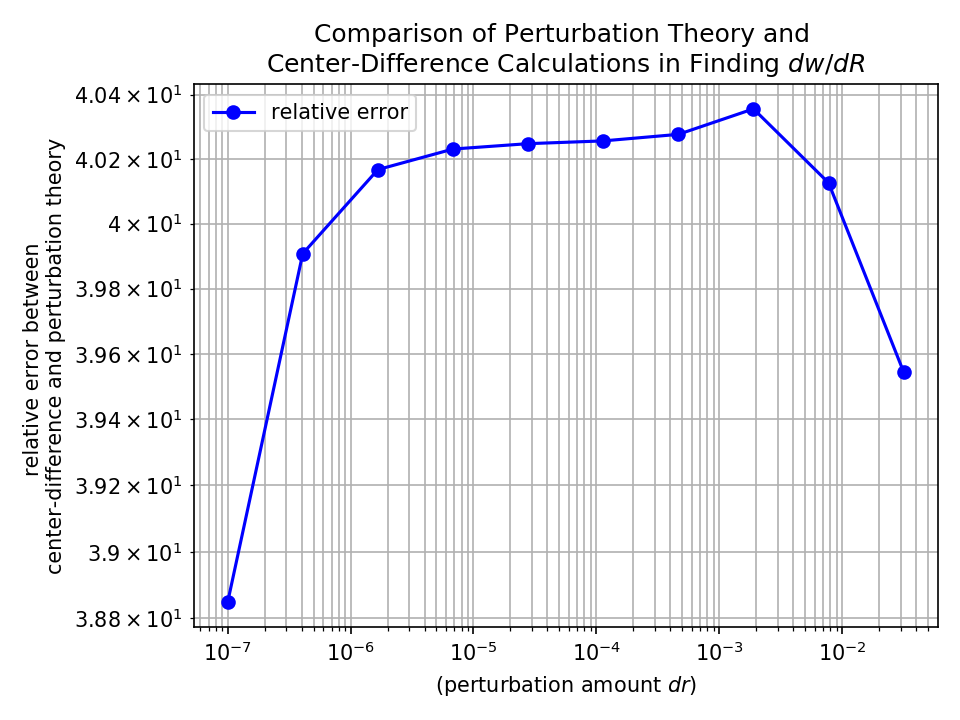 Comparison of Perturbation Theory and
Center-Difference Calculations in Finding dw/dR
relative error between
center-difference and perturbation theory
4.04 × 10¹
4.02 × 10¹
4 × 10¹
3.98 × 10¹
3.96 × 10¹
3.94 × 10¹
3.92 × 10¹
3.9 × 10¹
3.88 × 10¹
relative error
10⁻⁷ 10⁻⁶ 10⁻⁵ 10⁻⁴ 10⁻³ 10⁻²
(perturbation amount dr)